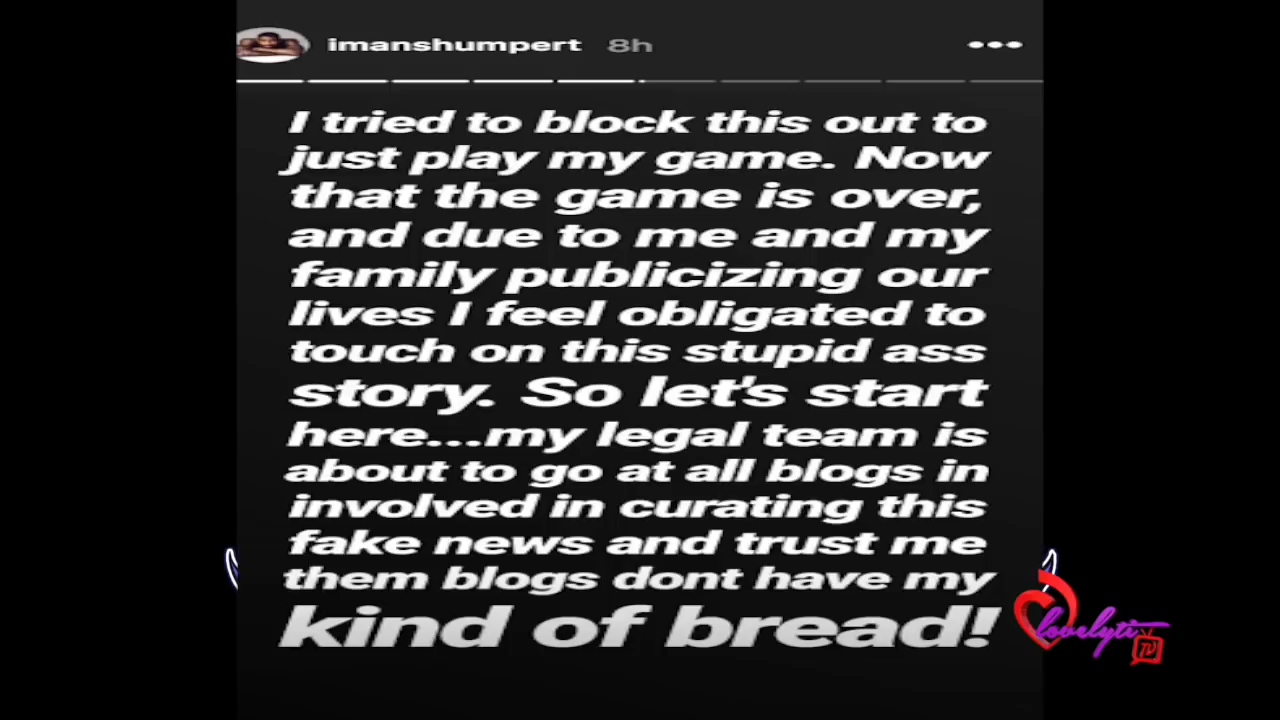 imanshumpert 8h
I tried to block this out to
just play my game. Now
that the game is over,
and due to me and my
family publicizing our
lives I feel obligated to
touch on this stupid ass
story. So let's start
here...my legal team is
about to go at all blogs in
involved in curating this
fake news and trust me
them blogs dont have my
kind of bread!
lovelyti
TV